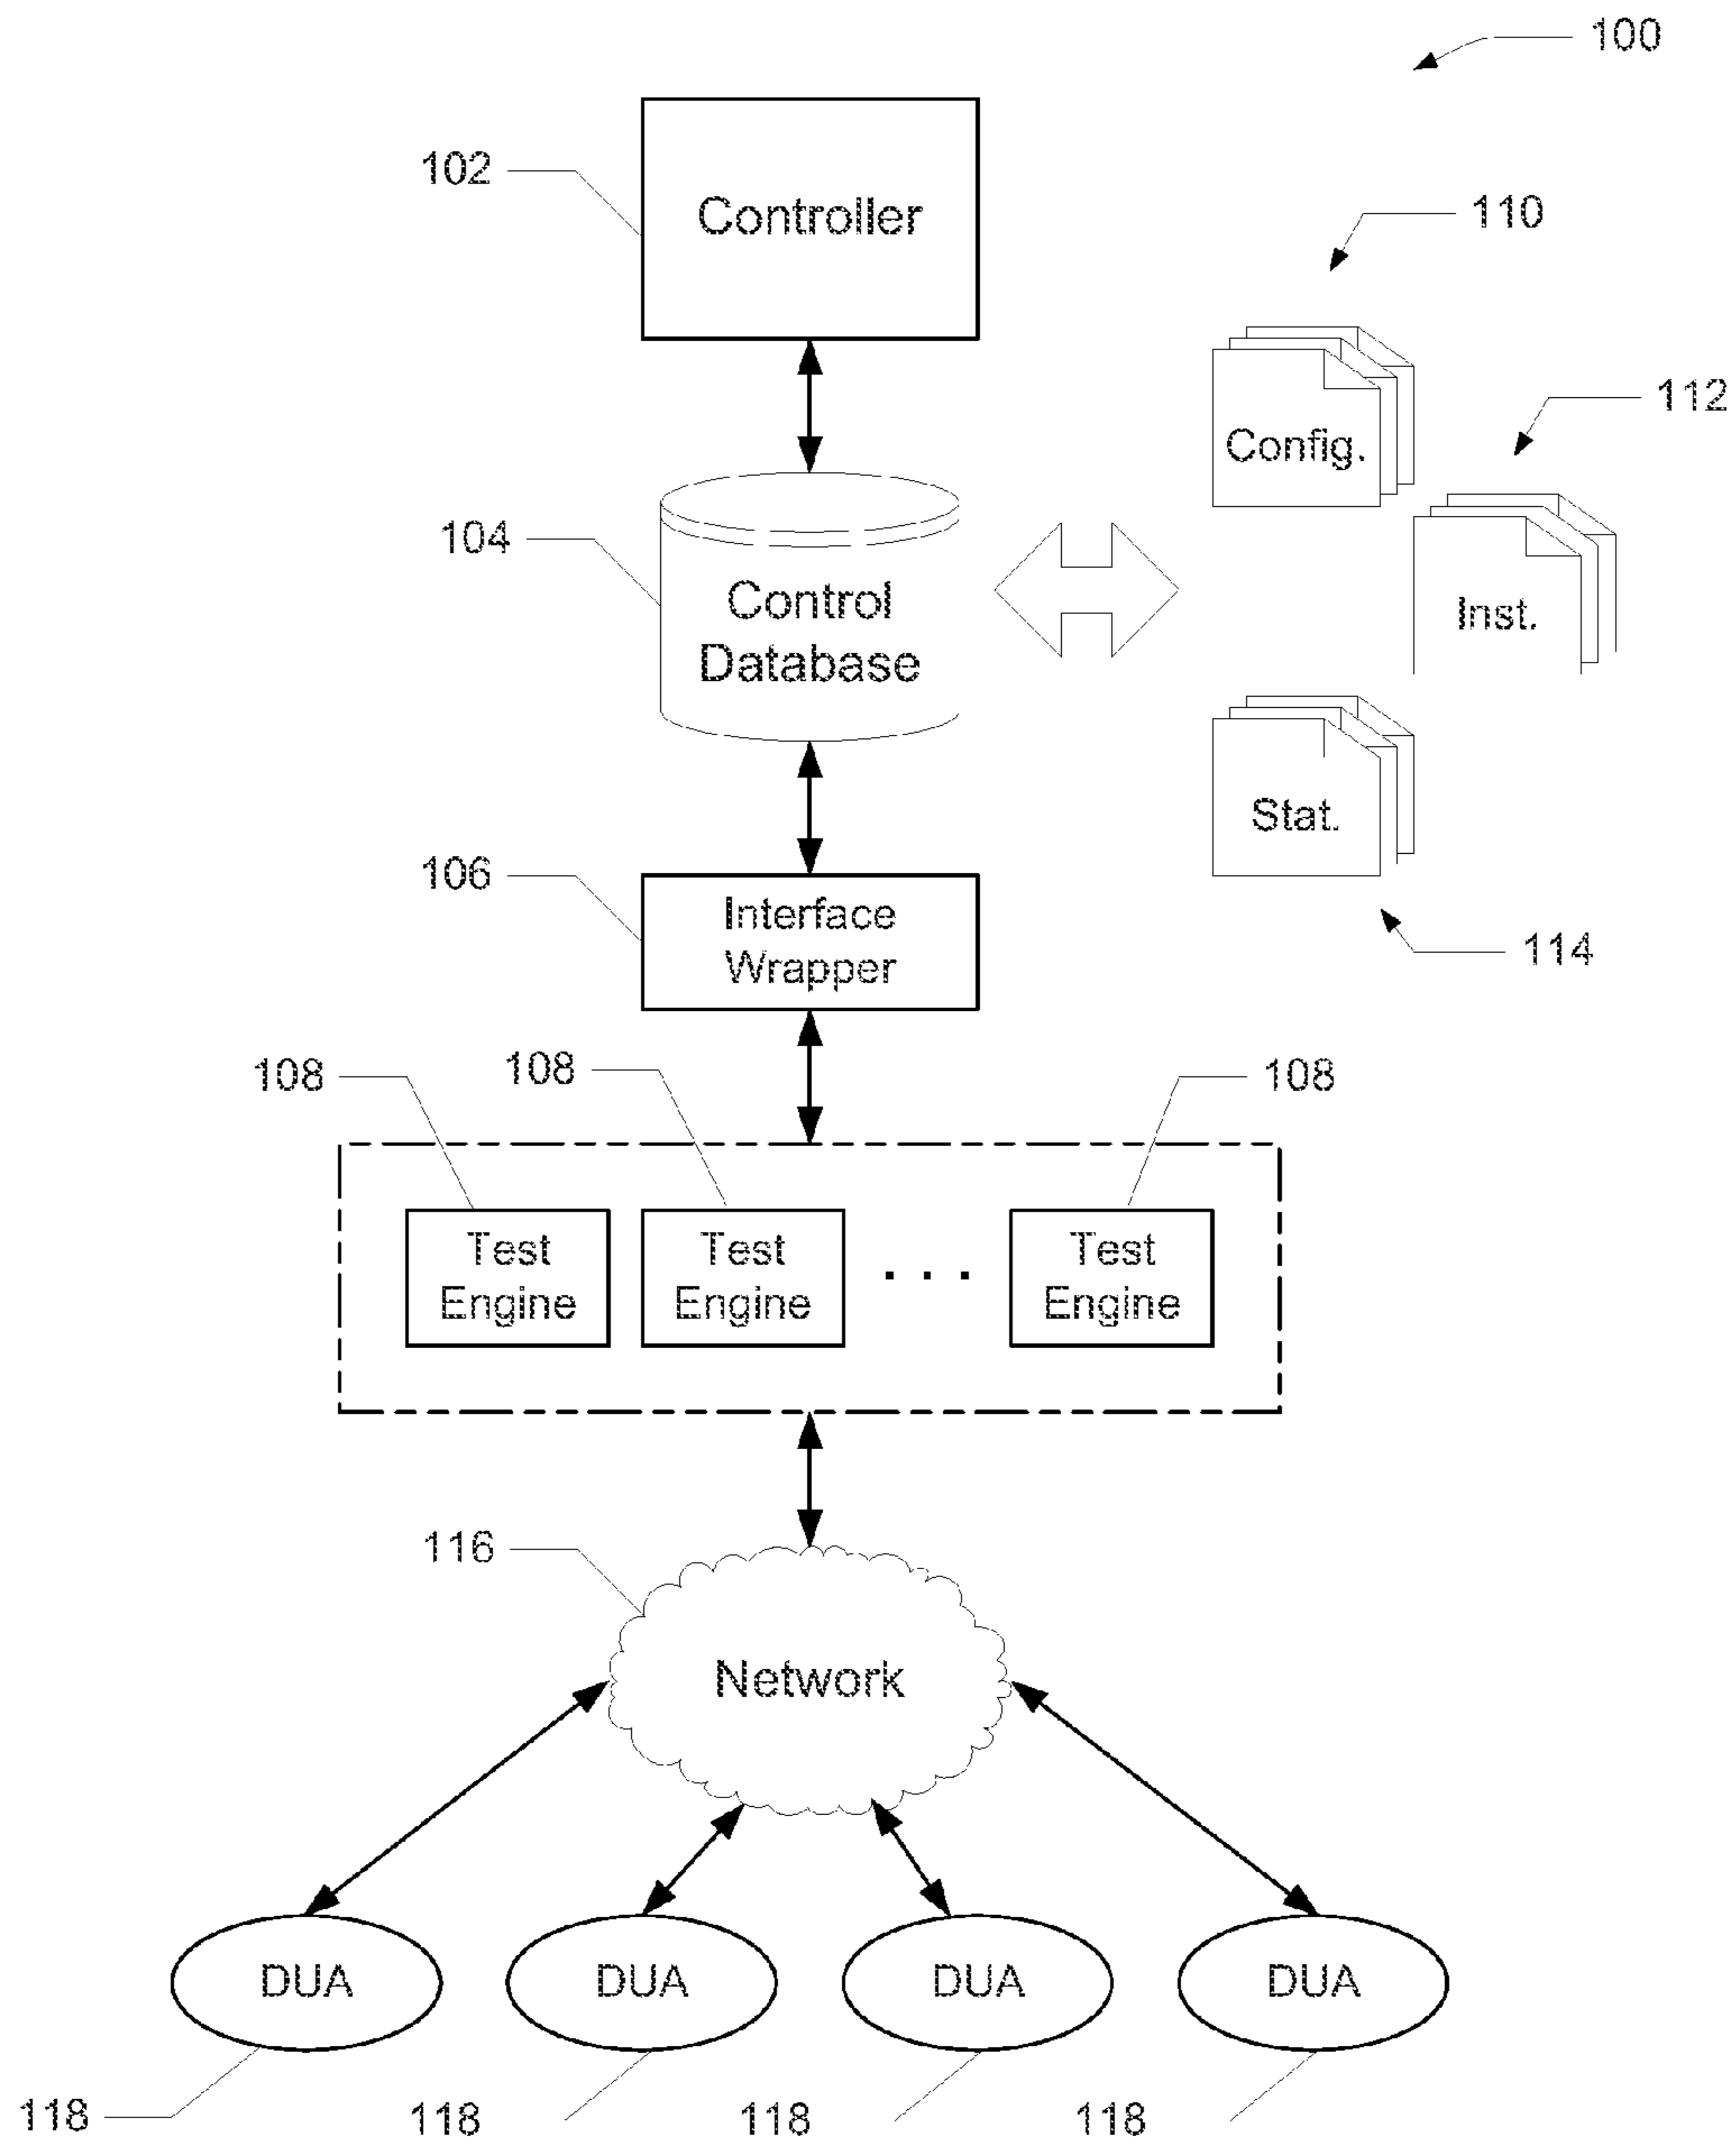 100
102
Controller
110
112
Config.
104
Control
Database
Inst.
Stat.
106
Interface
Wrapper
114
108
108
108
Test
Engine
Test
Engine
. . .
Test
Engine
116
Network
DUA
DUA
DUA
DUA
118
118
118
118